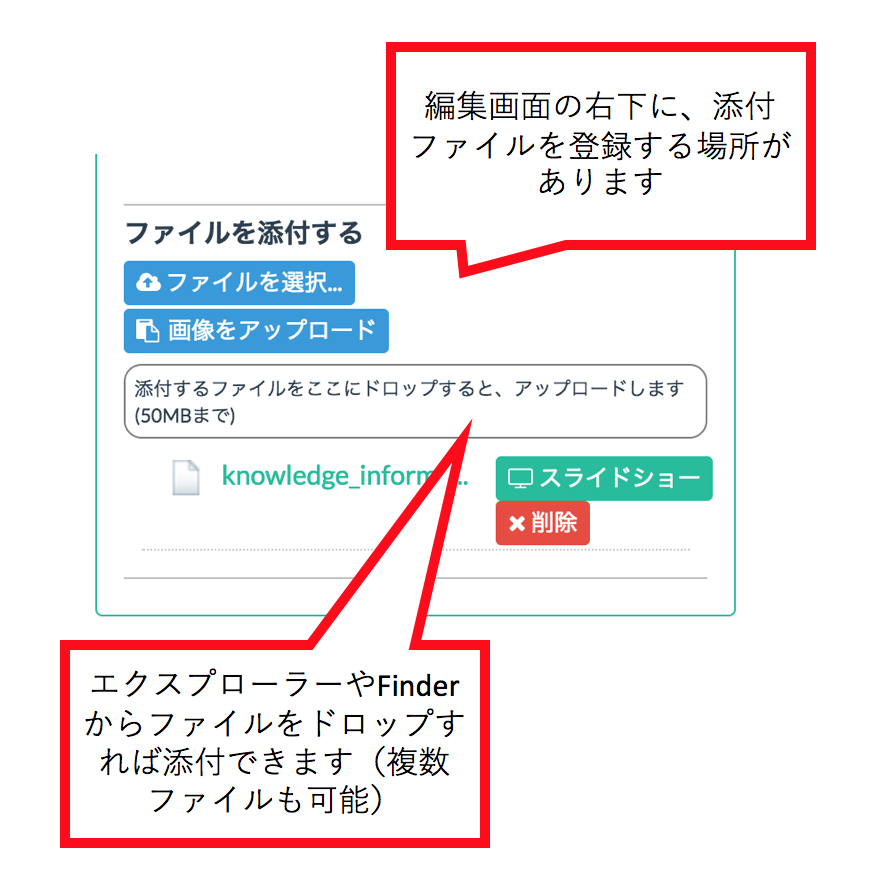 編集画面の右下に、添付
ファイルを登録する場所が
あります
ファイルを添付する
ファイルを選択...
画像をアップロード
添付するファイルをここにドロップすると、アップロードします
(50MBまで)
knowledge_inform...
スライドショー
削除
エクスプローラーやFinder
からファイルをドロップす
れば添付できます（複数
ファイルも可能）